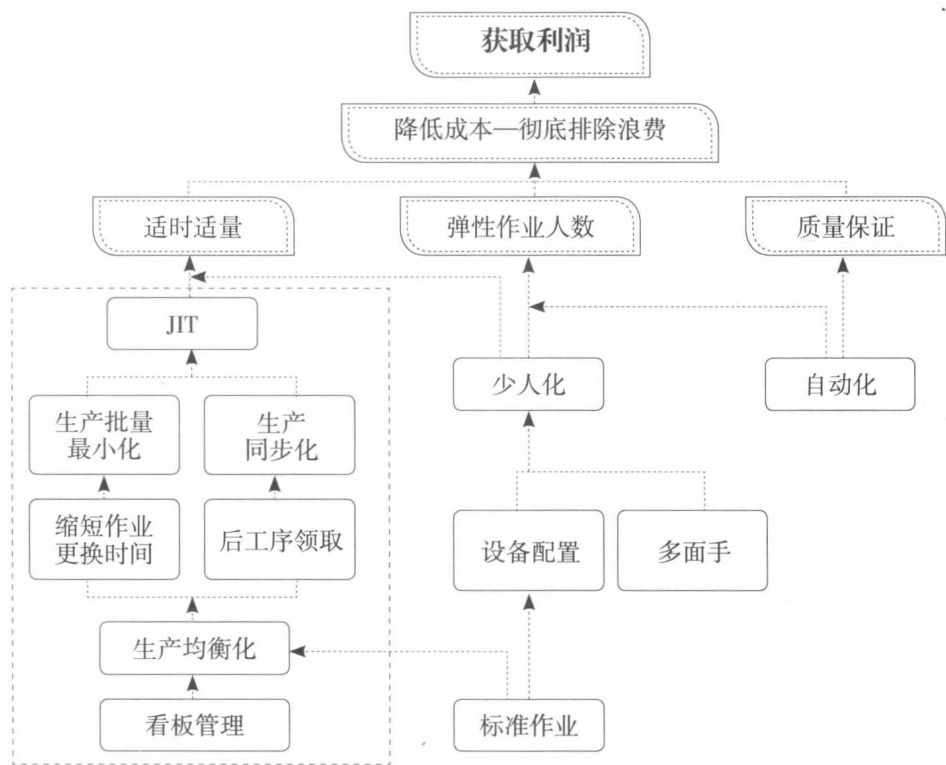 获取利润
降低成本—彻底排除浪费
适时适量
弹性作业人数
质量保证
JIT
少人化
自动化
生产批量
最小化
生产
同步化
缩短作业
更换时间
后工序领取
设备配置
多面手
生产均衡化
看板管理
标准作业